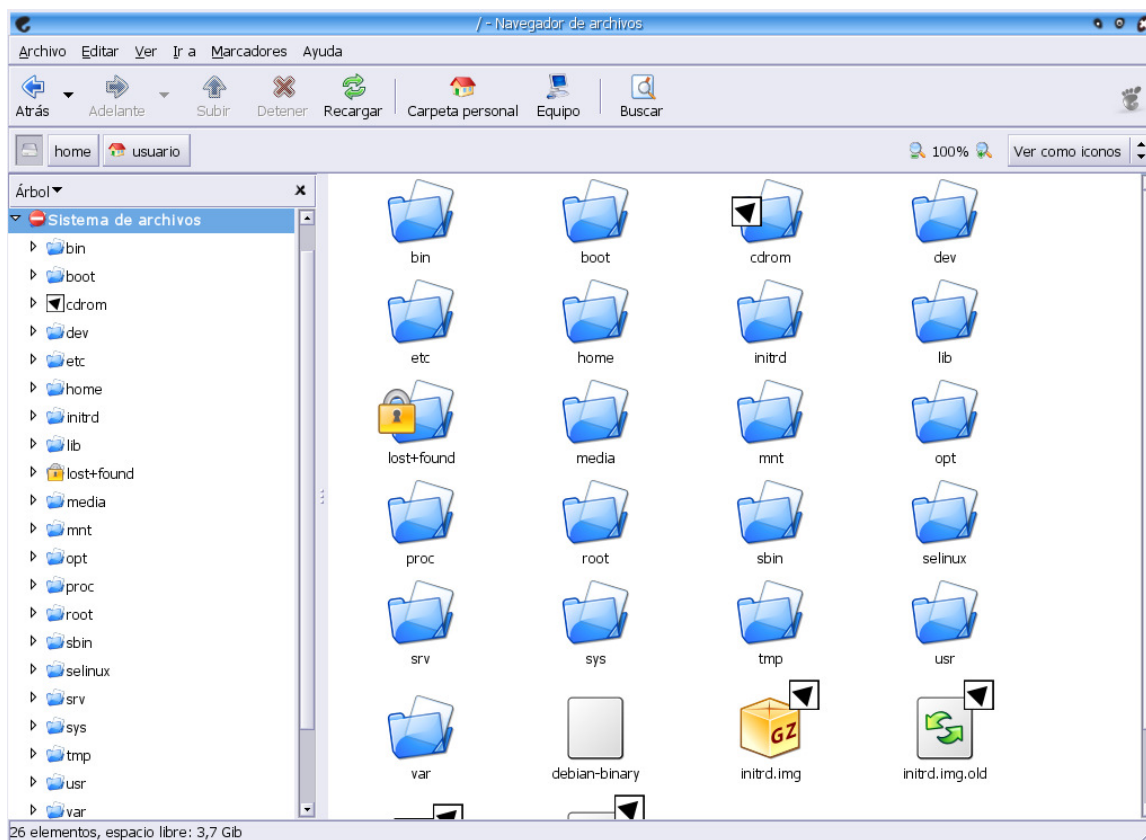 / - Navegador de archivos
Archivo Editar Ver Ir a Marcadores Ayuda
Atrás Adelante Subir Detener Recargar Carpeta personal Equipo Buscar
home usuario 100% Ver como iconos
Árbol
Sistema de archivos
bin
boot
cdrom
dev
etc
home
initrd
lib
lost+found
media
mnt
opt
proc
root
sbin
selinux
srv
sys
tmp
usr
var
bin boot cdrom dev
etc home initrd lib
lost+found media mnt opt
proc root sbin selinux
srv sys tmp usr
GZ
var debian-binary initrd.img initrd.img.old
26 elementos, espacio libre: 3,7 Gib